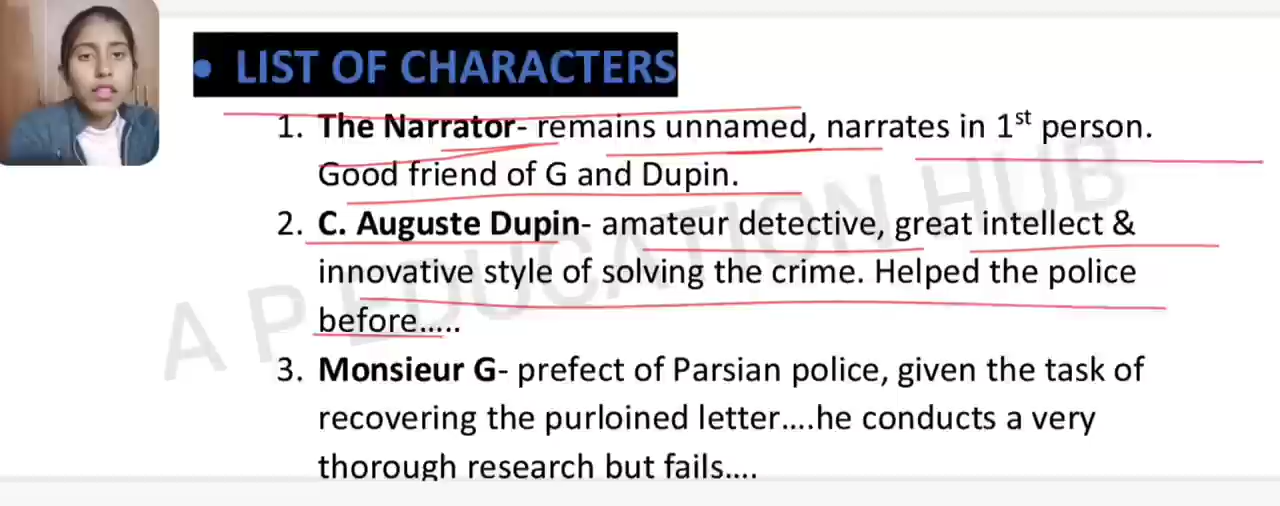 • LIST OF CHARACTERS
1. The Narrator- remains unnamed, narrates in 1st person.
Good friend of G and Dupin.
2. C. Auguste Dupin- amateur detective, great intellect &
innovative style of solving the crime. Helped the police
before.....
3. Monsieur G- prefect of Parsian police, given the task of
recovering the purloined letter....he conducts a very
thorough research but fails....
A P EDUCATION HUB